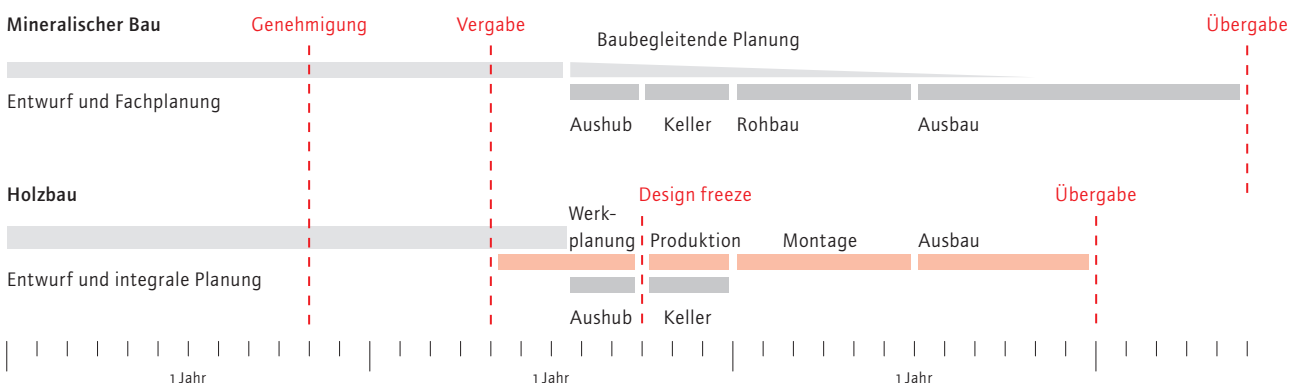 Mineralischer Bau
Genehmigung
Vergabe
Übergabe
Baubegleitende Planung
Entwurf und Fachplanung
Aushub
Keller
Rohbau
Ausbau
Holzbau
Design freeze
Übergabe
Werk-
planung
Produktion
Montage
Ausbau
Entwurf und integrale Planung
Aushub
Keller
1 Jahr
1 Jahr
1 Jahr